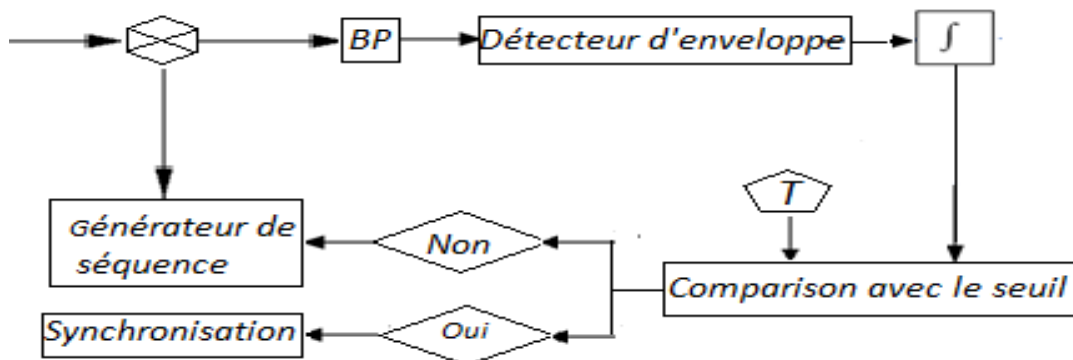 BP
Détecteur d'enveloppe
∫
T
Générateur de
séquence
Non
Comparison avec le seuil
Synchronisation
Oui